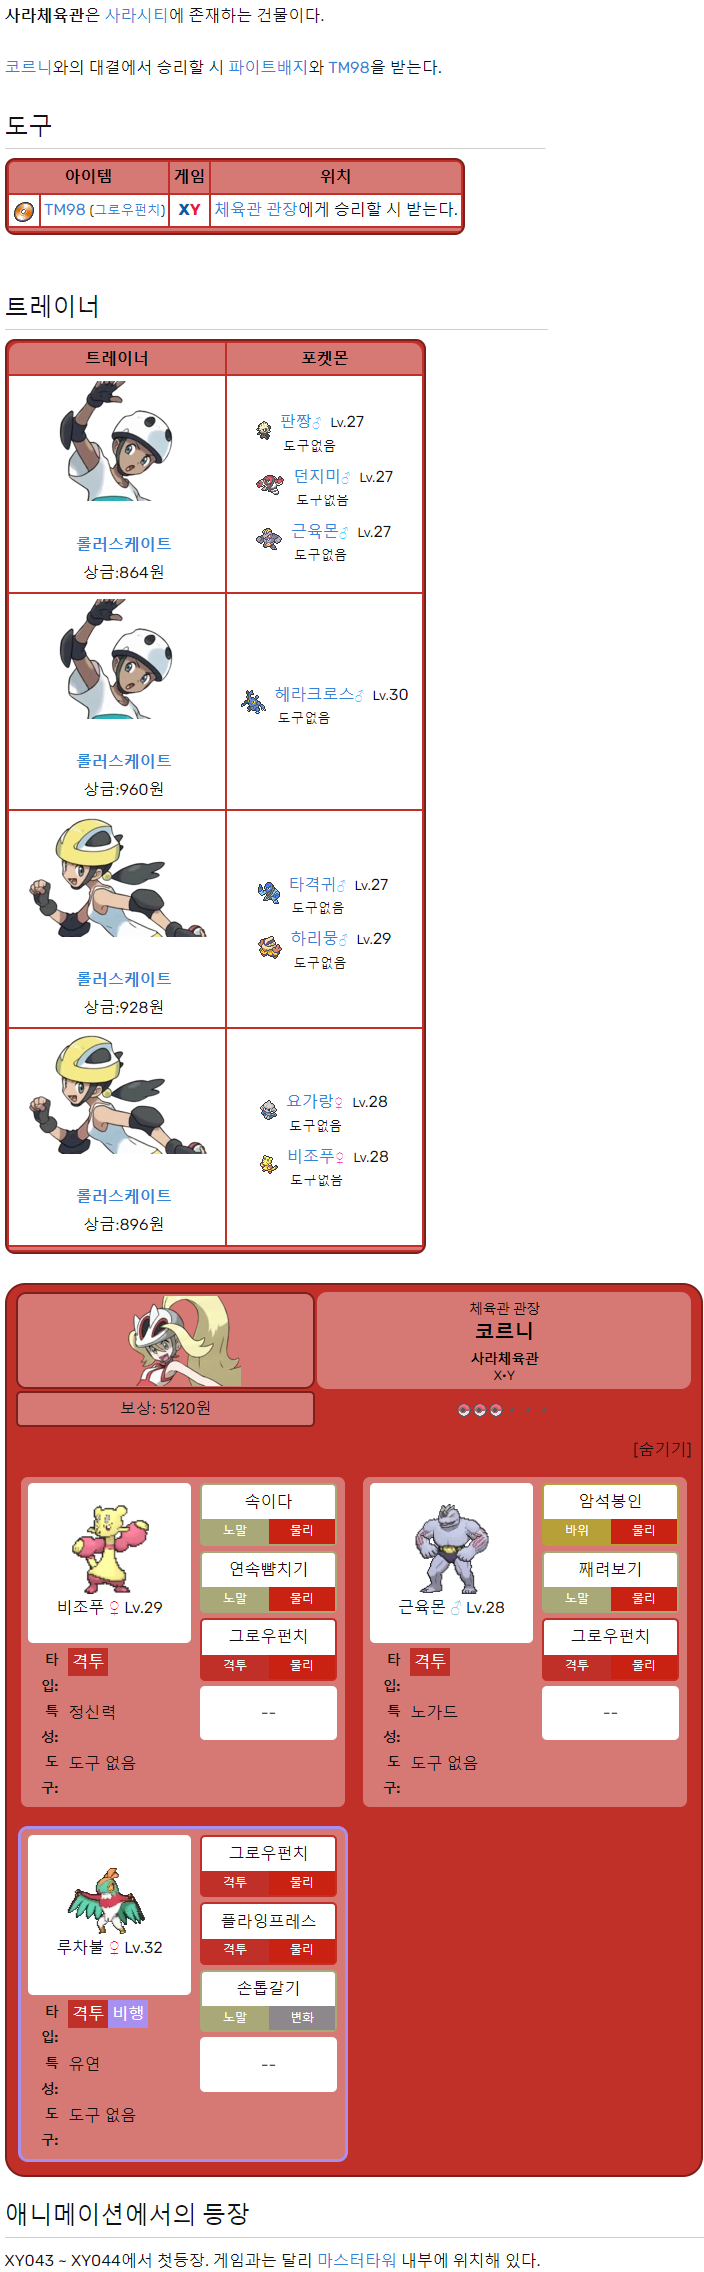 사라체육관은 사라시티에 존재하는 건물이다.
코르니와의 대결에서 승리할 시 파이트배지와 TM98을 받는다.
도구
아이템 게임 위치
TM98 (그로우펀치) XY 체육관 관장에게 승리할 시 받는다.
트레이너
트레이너 포켓몬
판짱♂ Lv.27
도구없음
던지미♂ Lv.27
도구없음
근육몬♂ Lv.27
도구없음
롤러스케이트
상금:864원
헤라크로스♂ Lv.30
도구없음
롤러스케이트
상금:960원
타격귀♂ Lv.27
도구없음
하리뭉♂ Lv.29
도구없음
롤러스케이트
상금:928원
요가랑♀ Lv.28
도구없음
비조푸♀ Lv.28
도구없음
롤러스케이트
상금:896원
체육관 관장
코르니
사라체육관
X•Y
보상: 5120원
[숨기기]
비조푸 ♀ Lv.29
속이다
노말 물리
연속뺨치기
노말 물리
그로우펀치
격투 물리
--
타입: 격투
특성: 정신력
도구: 도구 없음
근육몬 ♂ Lv.28
암석봉인
바위 물리
째려보기
노말 물리
그로우펀치
격투 물리
--
타입: 격투
특성: 노가드
도구: 도구 없음
루차불 ♀ Lv.32
그로우펀치
격투 물리
플라잉프레스
격투 물리
손톱갈기
노말 변화
--
타입: 격투 비행
특성: 유연
도구: 도구 없음
애니메이션에서의 등장
XY043 ~ XY044에서 첫등장. 게임과는 달리 마스터타워 내부에 위치해 있다.